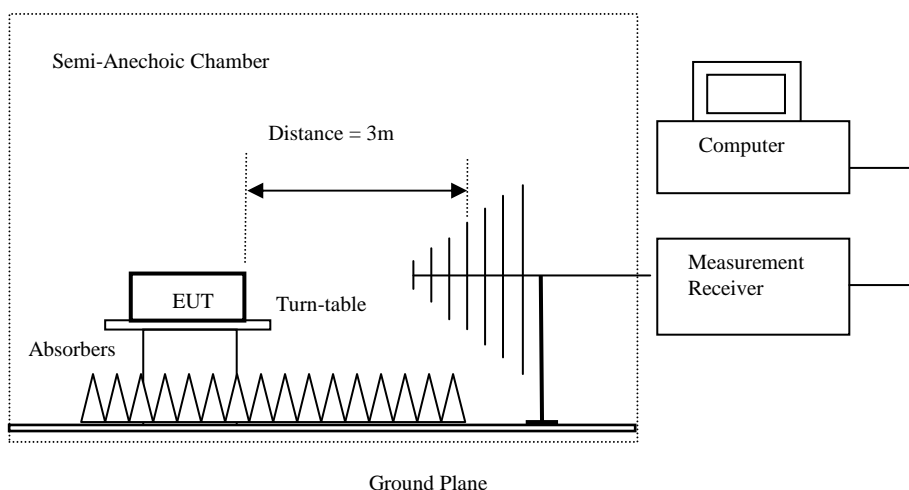 Semi-Anechoic Chamber
Distance = 3m
Computer
Measurement
Receiver
EUT
Turn-table
Absorbers
Ground Plane